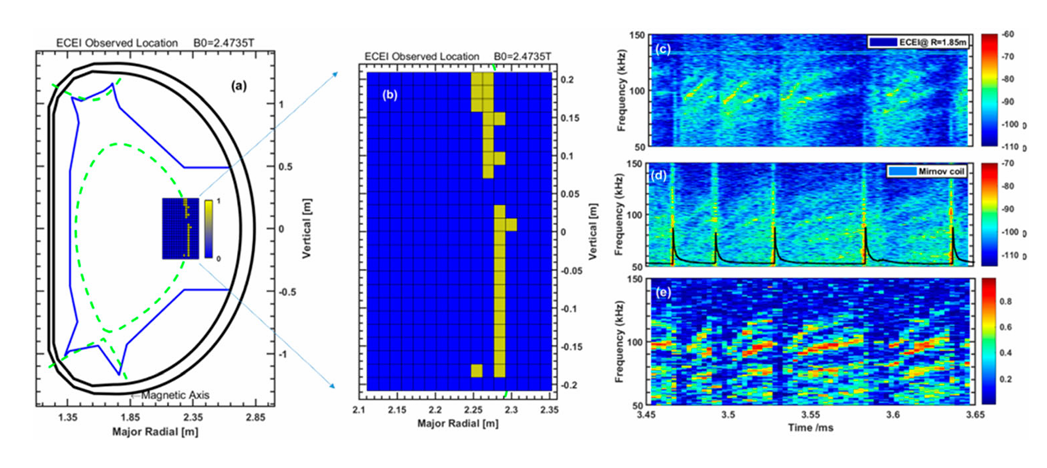 ECEI Observed Location B0=2.4735T
(a)
1
0.5
0
-0.5
-1
Vertical [m]
1
0
←Magnetic Axis
1.35 1.85 2.35 2.85
Major Radial [m]
ECEI Observed Location B0=2.4735T
(b)
0.2
0.15
0.1
0.05
0
-0.05
-0.1
-0.15
-0.2
Vertical [m]
2.1 2.15 2.2 2.25 2.3 2.35
Major Radial [m]
(c)
ECEI@ R=1.85m
150
100
50
Frequency (kHz)
-60
-70
-80
-90
-100
-110
(d)
Mirnov coil
150
100
50
Frequency (kHz)
-70
-80
-90
-100
-110
(e)
150
100
50
Frequency (kHz)
0.8
0.6
0.4
0.2
3.45 3.5 3.55 3.6 3.65
Time /ms